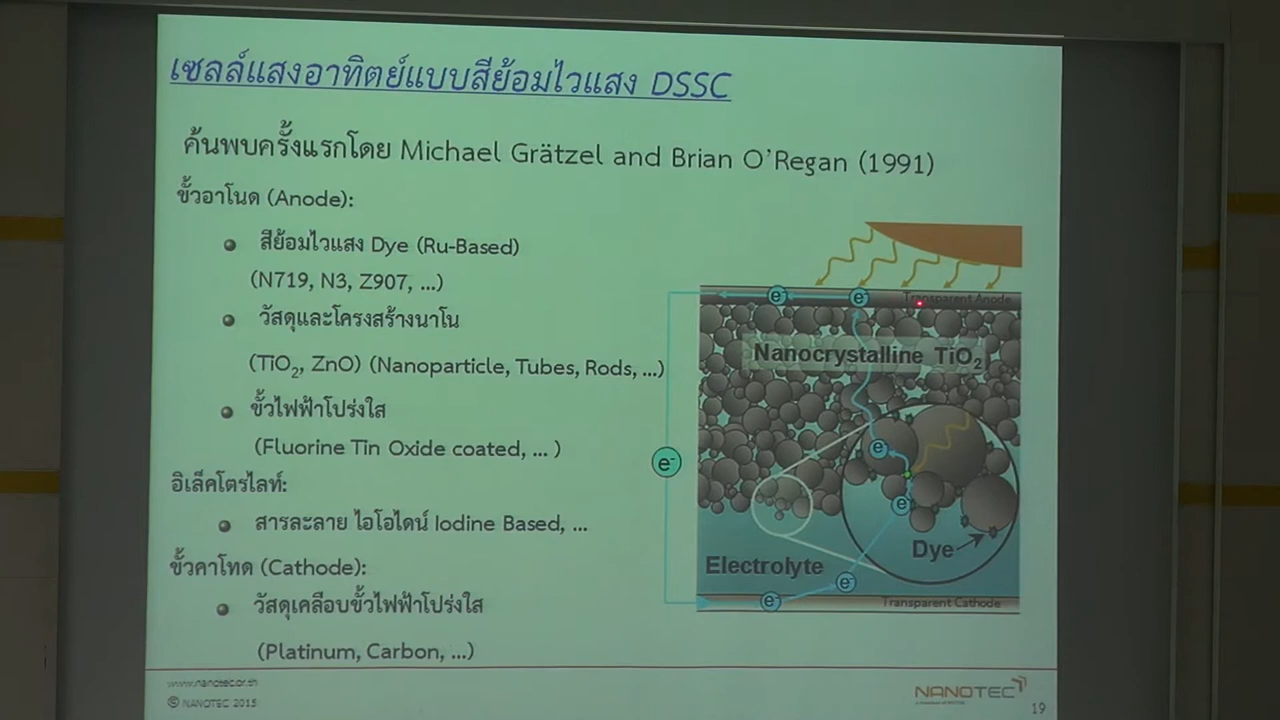 เซลล์แสงอาทิตย์แบบสีย้อมไวแสง DSSC
ค้นพบครั้งแรกโดย Michael Grätzel and Brian O'Regan (1991)
ขั้วอาโนด (Anode):
สีย้อมไวแสง Dye (Ru-Based)
(N719, N3, Z907, ...)
วัสดุและโครงสร้างนาโน
(TiO₂, ZnO) (Nanoparticle, Tubes, Rods, ...)
ขั้วไฟฟ้าโปร่งใส
(Fluorine Tin Oxide coated, ... )
อิเล็คโตรไลท์:
สารละลาย ไอโอไดน์ Iodine Based, ...
ขั้วคาโทด (Cathode):
วัสดุเคลือบขั้วไฟฟ้าโปร่งใส
(Platinum, Carbon, ...)
e⁻
e⁻
Transparent Anode
Nanocrystalline TiO₂
e⁻
e⁻
e⁻
Dye
Electrolyte
e⁻
e⁻
Transparent Cathode
www.nanotec.or.th
© NANOTEC 2015
NANOTEC
19